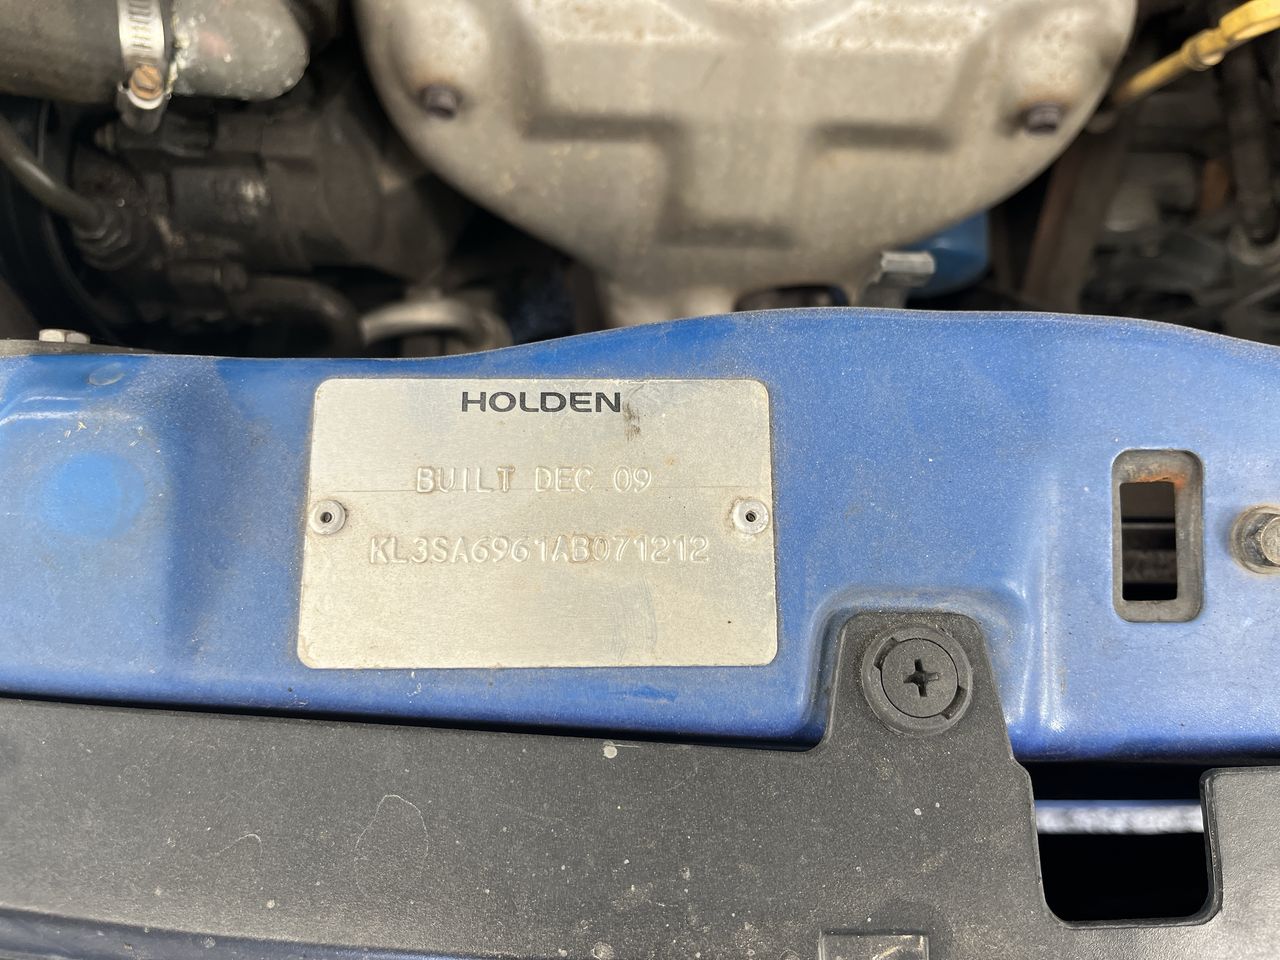 HOLDEN
BUILT DEC 09
KL3SA6961AB071212